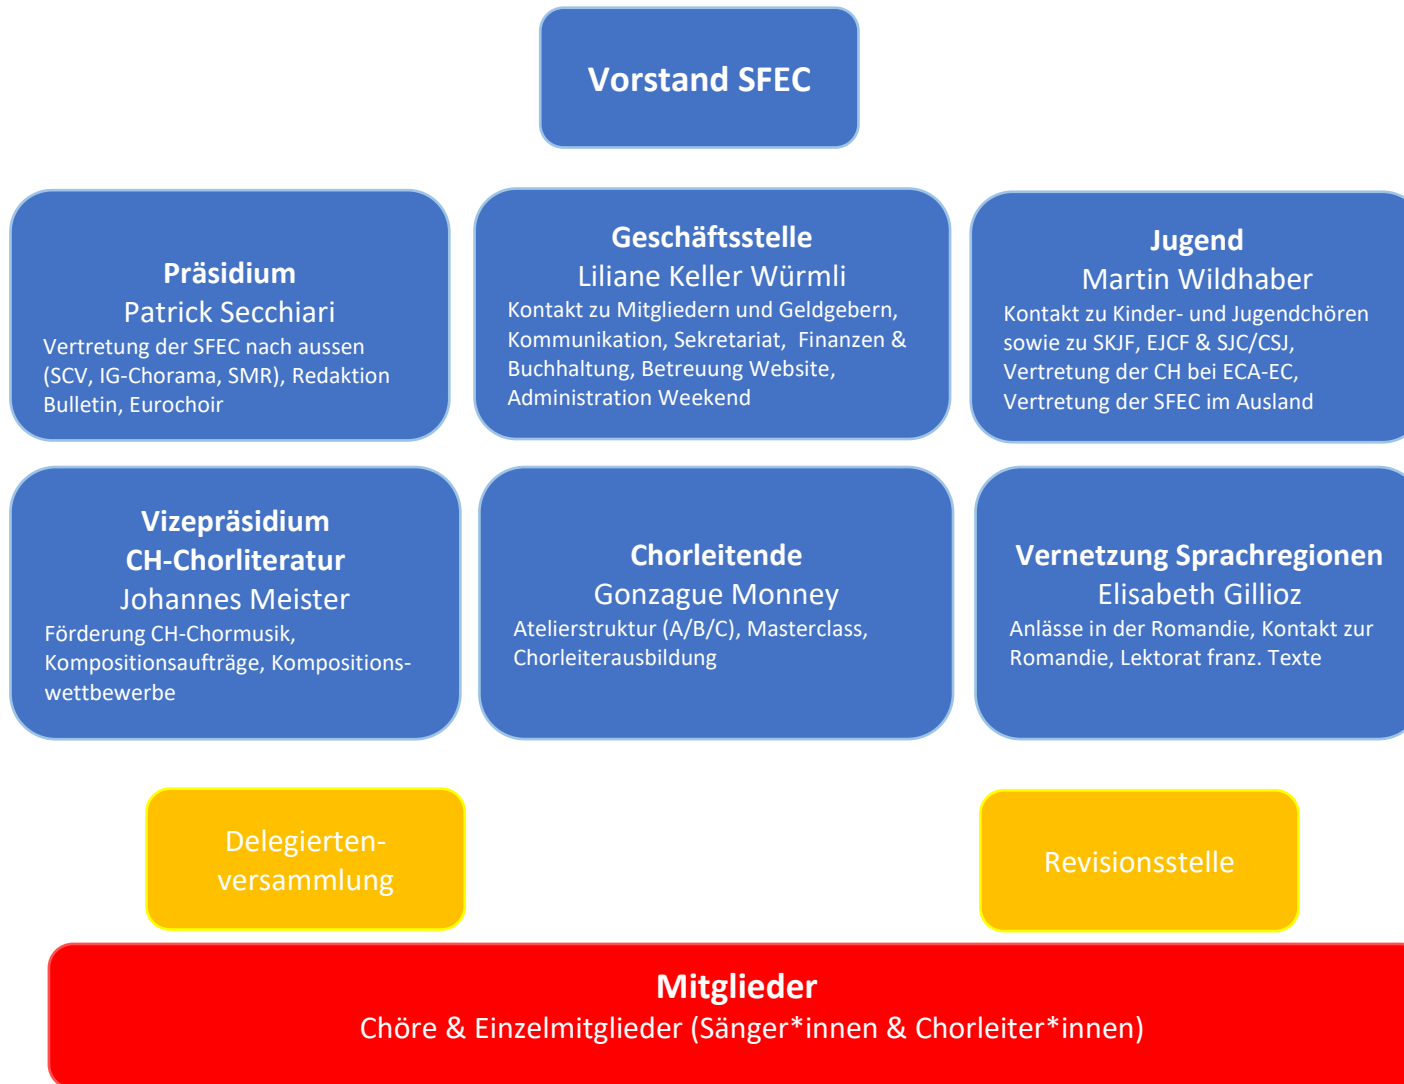 Vorstand SFEC
Präsidium
Patrick Secchiari
Vertretung der SFEC nach aussen
(SCV, IG-Chorama, SMR), Redaktion
Bulletin, Eurochoir
Geschäftsstelle
Liliane Keller Würmli
Kontakt zu Mitgliedern und Geldgebern,
Kommunikation, Sekretariat,  Finanzen &
Buchhaltung, Betreuung Website,
Administration Weekend
Jugend
Martin Wildhaber
Kontakt zu Kinder- und Jugendchören
sowie zu SKJF, EJCF & SJC/CSJ,
Vertretung der CH bei ECA-EC,
Vertretung der SFEC im Ausland
Vizepräsidium
CH-Chorliteratur
Johannes Meister
Förderung CH-Chormusik,
Kompositionsaufträge, Kompositions-
wettbewerbe
Chorleitende
Gonzague Monney
Atelierstruktur (A/B/C), Masterclass,
Chorleiterausbildung
Vernetzung Sprachregionen
Elisabeth Gillioz
Anlässe in der Romandie, Kontakt zur
Romandie, Lektorat franz. Texte
Delegierten-
versammlung
Revisionsstelle
Mitglieder
Chöre & Einzelmitglieder (Sänger*innen & Chorleiter*innen)